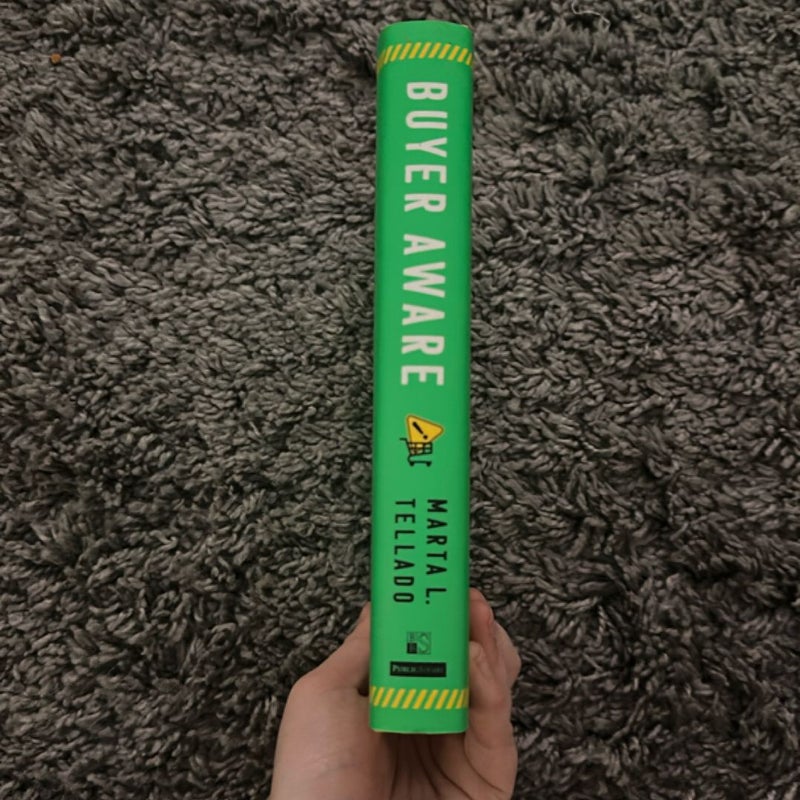 BUYER AWARE
MARTA L.
TELLADO
PUBLICAFFAIRS